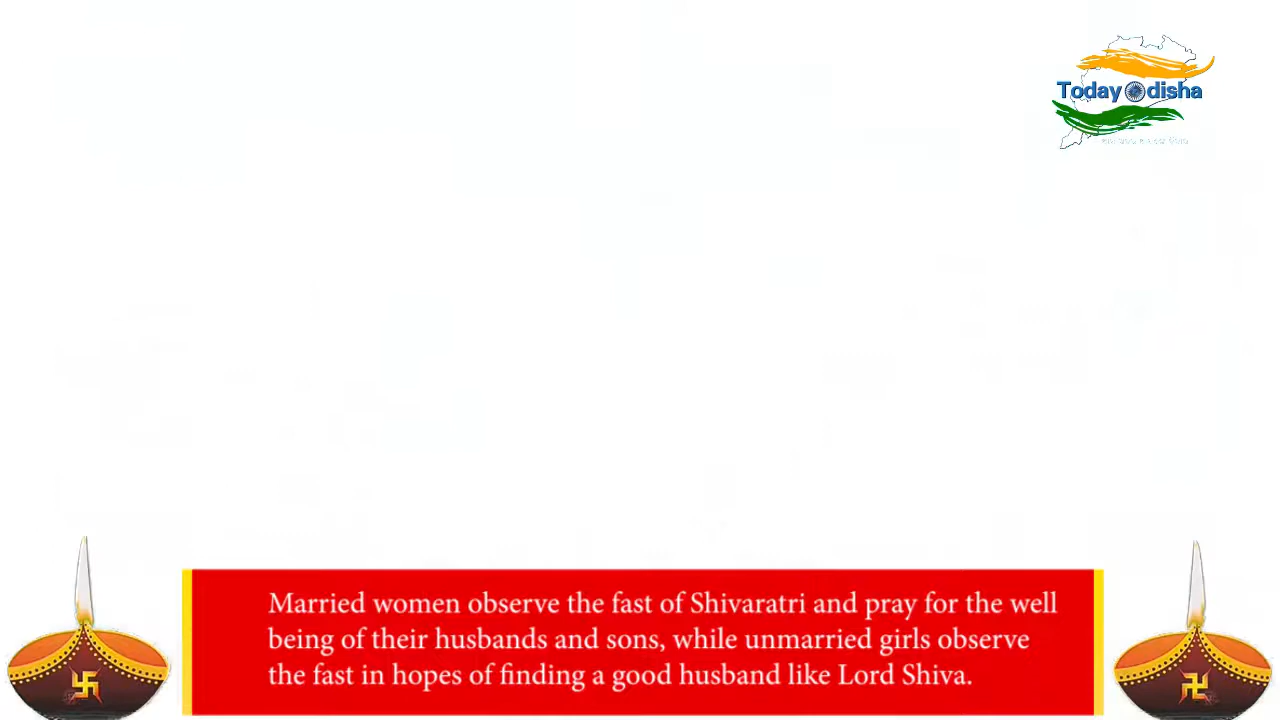 Today Odisha
Married women observe the fast of Shivaratri and pray for the well
being of their husbands and sons, while unmarried girls observe
the fast in hopes of finding a good husband like Lord Shiva.